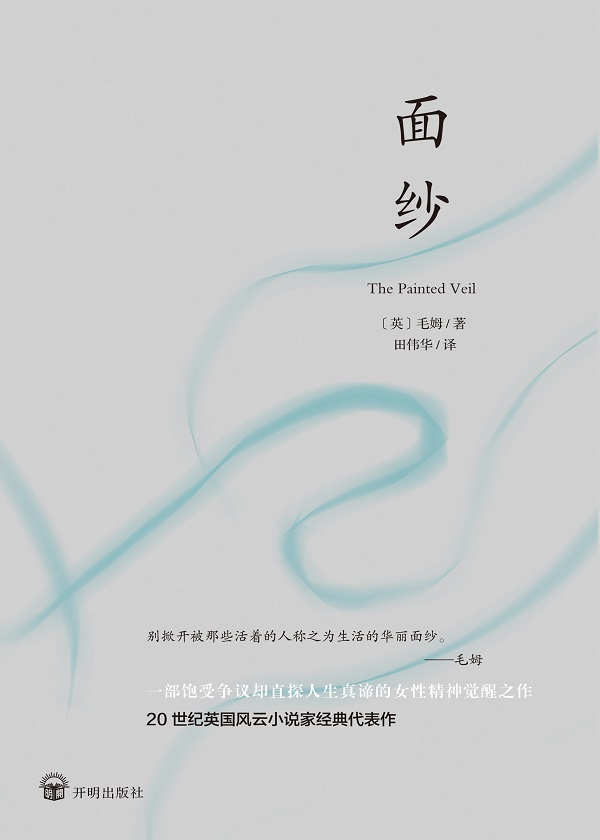 面
纱
The Painted Veil
〔英〕毛姆/著
田伟华/译
别掀开被那些活着的人称之为生活的华丽面纱。
——毛姆
一部饱受争议却直探人生真谛的女性精神觉醒之作
20 世纪英国风云小说家经典代表作
明開
开明出版社